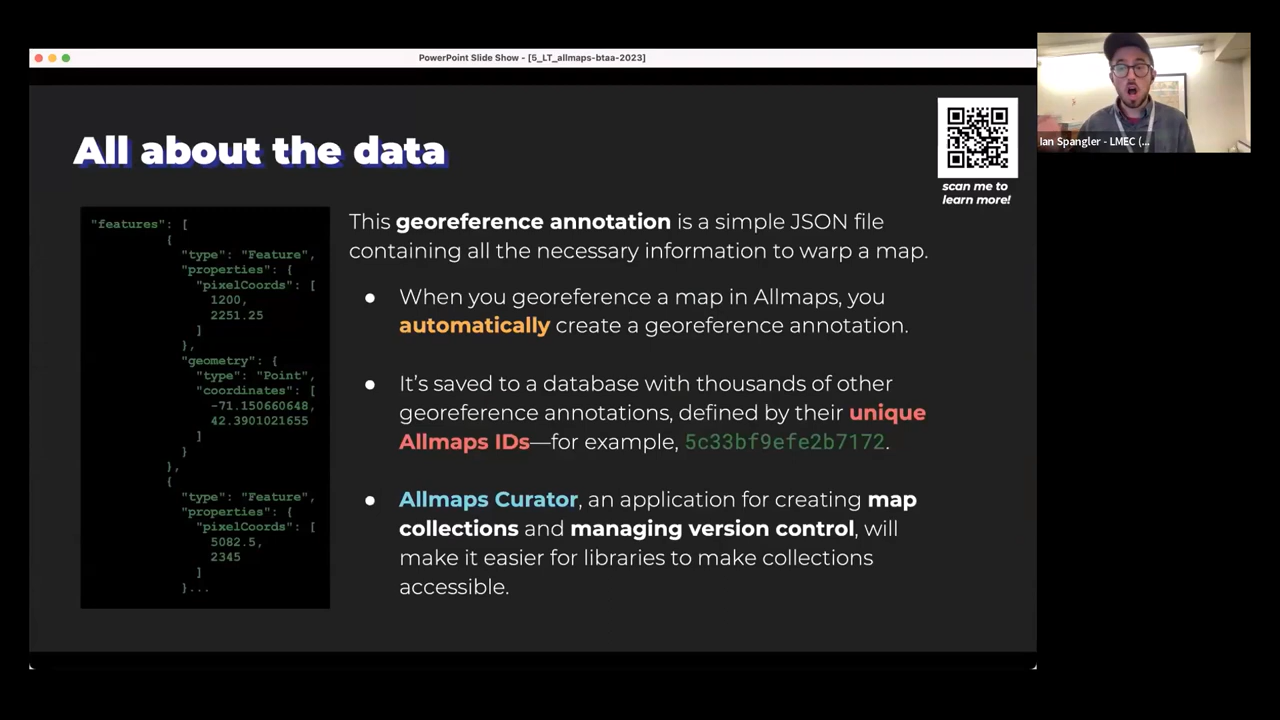 PowerPoint Slide Show - [5_LT_allmaps-btaa-2023]
Ian Spangler - LMEC (...
All about the data
scan me to
learn more!
"features": [
{
"type": "Feature",
"properties": {
"pixelCoords": [
1200,
2251.25
]
},
"geometry": {
"type": "Point",
"coordinates": [
-71.150660648,
42.3901021655
]
}
},
{
"type": "Feature",
"properties": {
"pixelCoords": [
5082.5,
2345
]
}...
This georeference annotation is a simple JSON file
containing all the necessary information to warp a map.
● When you georeference a map in Allmaps, you
automatically create a georeference annotation.
● It’s saved to a database with thousands of other
georeference annotations, defined by their unique
Allmaps IDs—for example, 5c33bf9efe2b7172.
● Allmaps Curator, an application for creating map
collections and managing version control, will
make it easier for libraries to make collections
accessible.